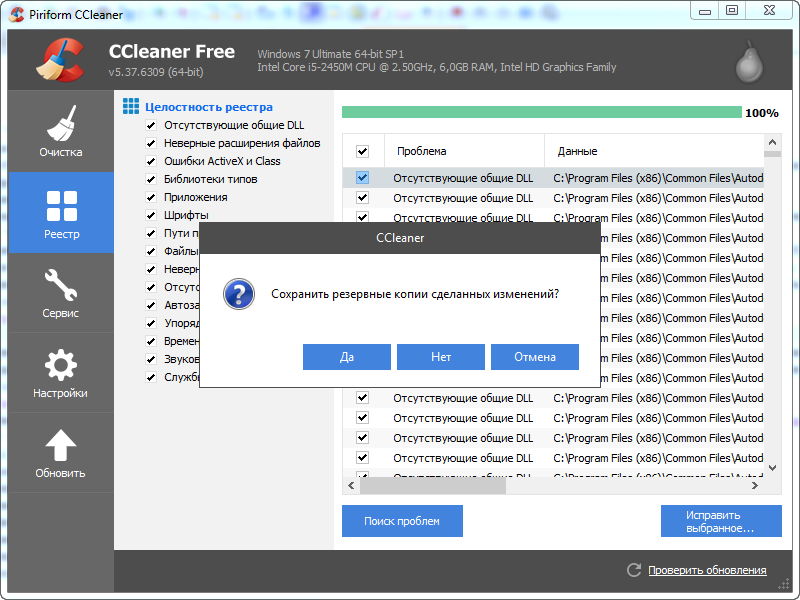 Piriform CCleaner
CCleaner Free
v5.37.6309 (64-bit)
Windows 7 Ultimate 64-bit SP1
Intel Core i5-2450M CPU @ 2.50GHz, 6,0GB RAM, Intel HD Graphics Family
Очистка
Реестр
Сервис
Настройки
Обновить
Целостность реестра
Отсутствующие общие DLL
Неверные расширения файлов
Ошибки ActiveX и Class
Библиотеки типов
Приложения
Шрифты
Пути п
Файлы
Неверн
Отсутс
Автоза
Упоряд
Времен
Звуков
Служб
100%
Проблема Данные
Отсутствующие общие DLL C:\Program Files (x86)\Common Files\Autod
Отсутствующие общие DLL C:\Program Files (x86)\Common Files\Autod
Отсутствующие общие DLL C:\Program Files (x86)\Common Files\Autod
m Files (x86)\Common Files\Autod
m Files (x86)\Common Files\Autod
m Files (x86)\Common Files\Autod
m Files (x86)\Common Files\Autod
m Files (x86)\Common Files\Autod
m Files (x86)\Common Files\Autod
m Files (x86)\Common Files\Autod
m Files (x86)\Common Files\Autod
Отсутствующие общие DLL C:\Program Files (x86)\Common Files\Autod
Отсутствующие общие DLL C:\Program Files (x86)\Common Files\Autod
Отсутствующие общие DLL C:\Program Files (x86)\Common Files\Autod
Отсутствующие общие DLL C:\Program Files (x86)\Common Files\Autod
Отсутствующие общие DLL C:\Program Files (x86)\Common Files\Autod
CCleaner
Сохранить резервные копии сделанных изменений?
Да Нет Отмена
Поиск проблем
Исправить
выбранное...
Проверить обновления